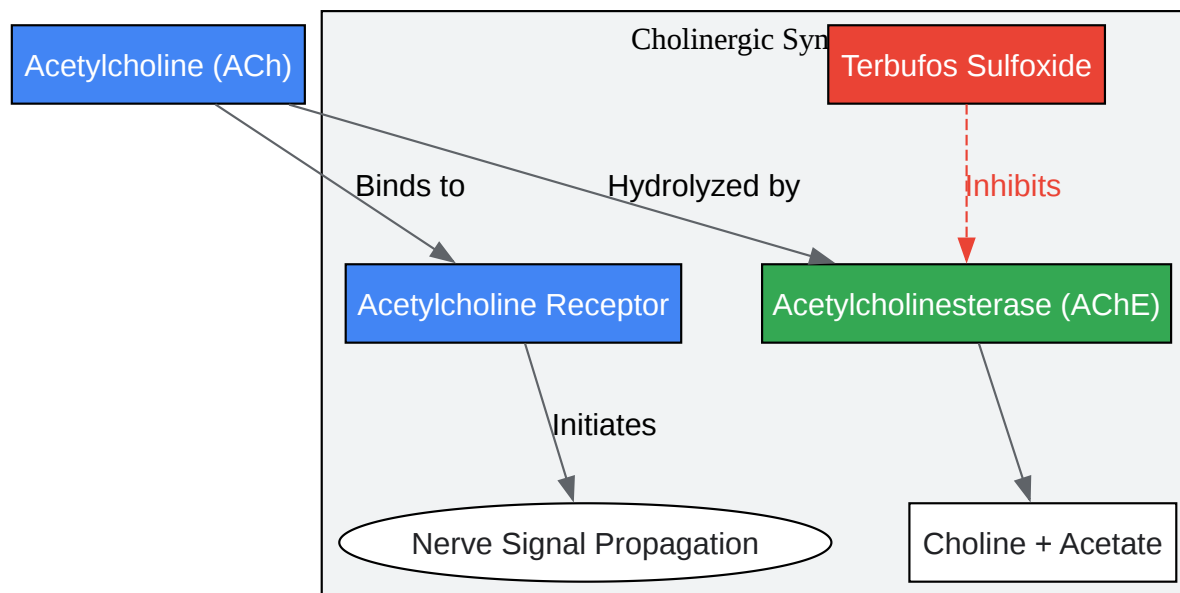 Acetylcholine (ACh)
Cholinergic Syn
Terbufos Sulfoxide
Binds to
Hydrolyzed by
Inhibits
Acetylcholine Receptor
Acetylcholinesterase (AChE)
Initiates
Nerve Signal Propagation
Choline + Acetate